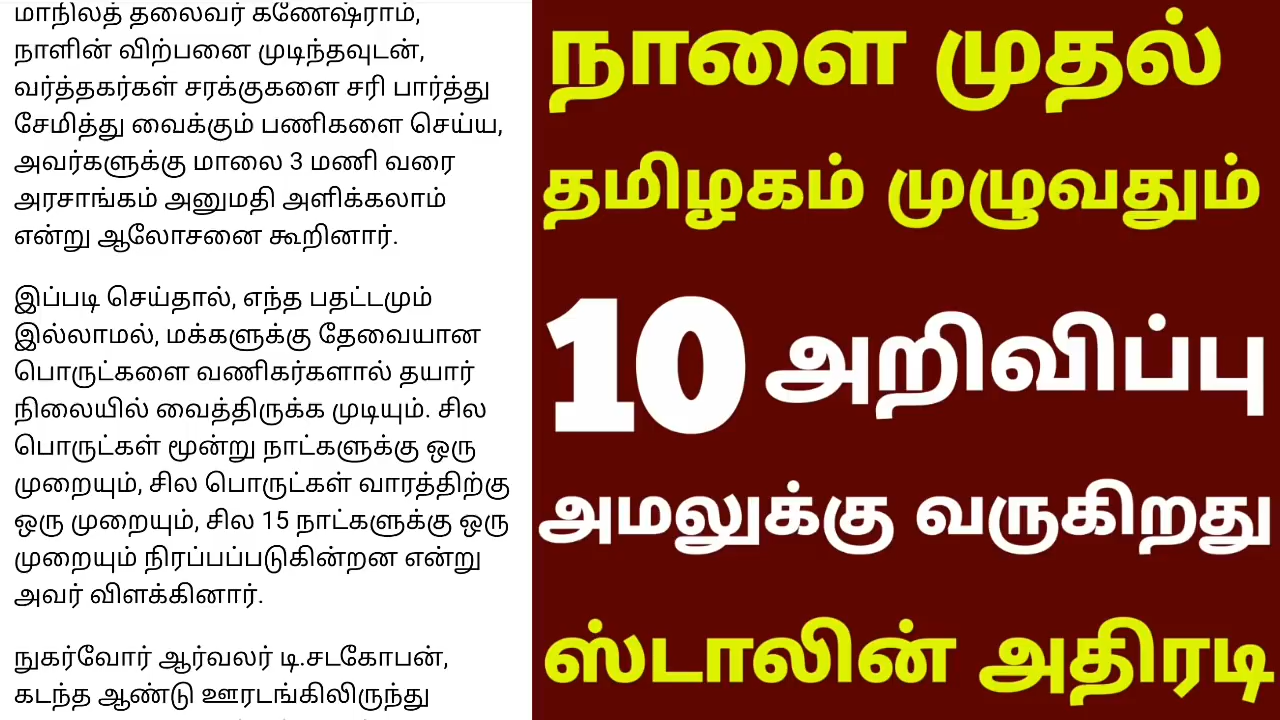 மாநிலத் தலைவர் கணேஷ்ராம்,
நாளின் விற்பனை முடிந்தவுடன்,
வர்த்தகர்கள் சரக்குகளை சரி பார்த்து
சேமித்து வைக்கும் பணிகளை செய்ய,
அவர்களுக்கு மாலை 3 மணி வரை
அரசாங்கம் அனுமதி அளிக்கலாம்
என்று ஆலோசனை கூறினார்.
இப்படி செய்தால், எந்த பதட்டமும்
இல்லாமல், மக்களுக்கு தேவையான
பொருட்களை வணிகர்களால் தயார்
நிலையில் வைத்திருக்க முடியும். சில
பொருட்கள் மூன்று நாட்களுக்கு ஒரு
முறையும், சில பொருட்கள் வாரத்திற்கு
ஒரு முறையும், சில 15 நாட்களுக்கு ஒரு
முறையும் நிரப்பப்படுகின்றன என்று
அவர் விளக்கினார்.
நுகர்வோர் ஆர்வலர் டி.சடகோபன்,
கடந்த ஆண்டு ஊரடங்கிலிருந்து
நாளை முதல்
தமிழகம் முழுவதும்
10 அறிவிப்பு
அமலுக்கு வருகிறது
ஸ்டாலின் அதிரடி